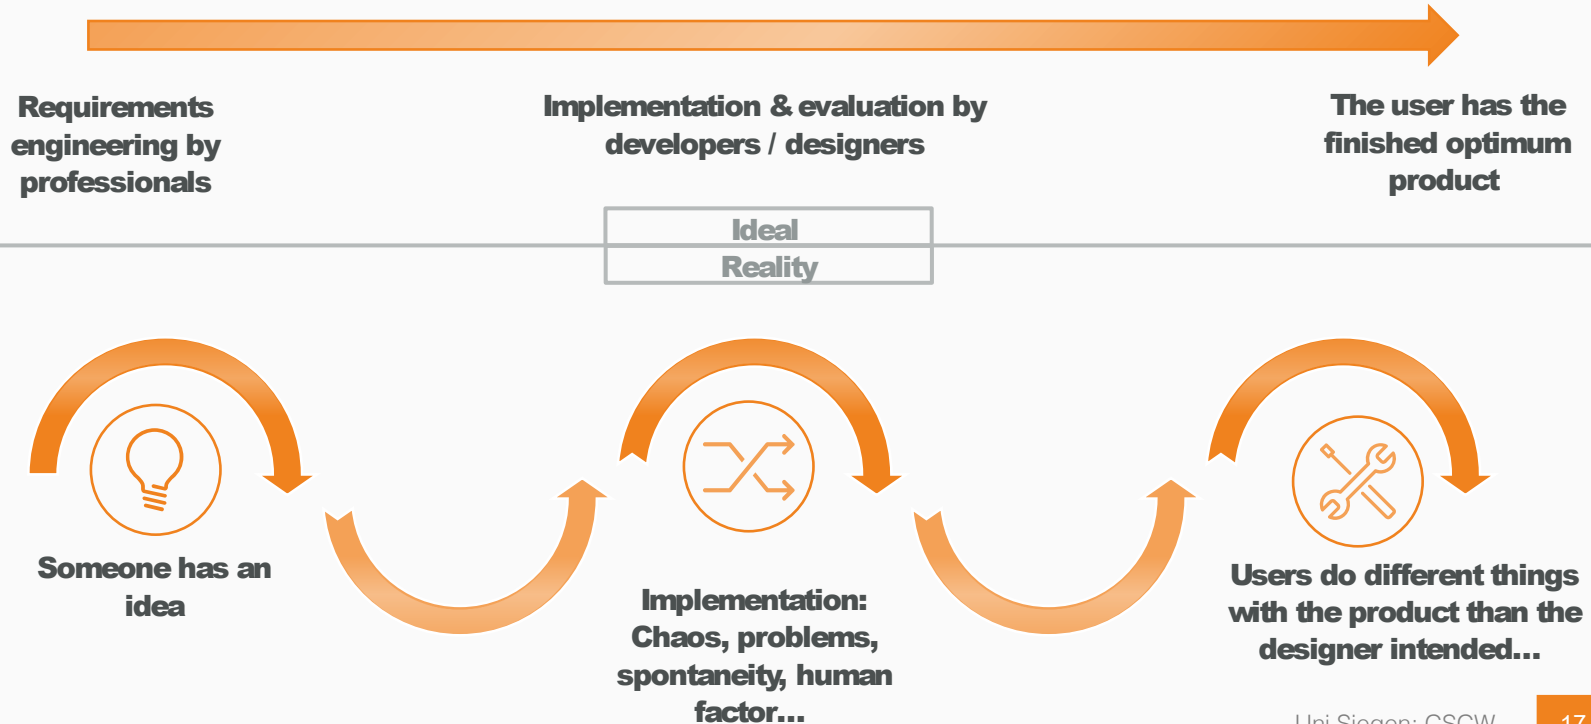 Requirements
engineering by
professionals
Implementation & evaluation by
developers / designers
The user has the
finished optimum
product
Ideal
Reality
Someone has an
idea
Implementation:
Chaos, problems,
spontaneity, human
factor...
Users do different things
with the product than the
designer intended...
Uni Siegen: CSCW
17